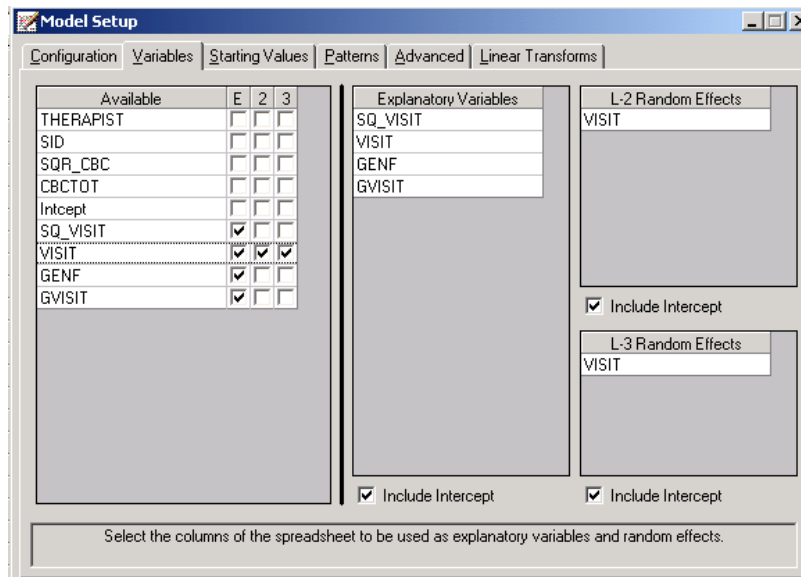 Model Setup
Configuration Variables Starting Values Patterns Advanced Linear Transforms
Available E 2 3
THERAPIST
SID
SQR_CBC
CBCTOT
Intcept
SQ_VISIT
VISIT
GENF
GVISIT
Explanatory Variables
SQ_VISIT
VISIT
GENF
GVISIT
Include Intercept
L-2 Random Effects
VISIT
Include Intercept
L-3 Random Effects
VISIT
Include Intercept
Select the columns of the spreadsheet to be used as explanatory variables and random effects.